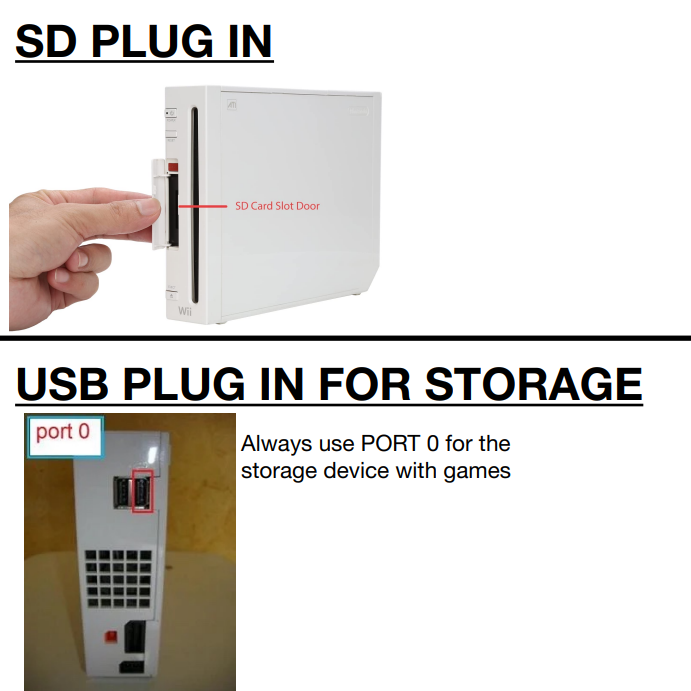 SD PLUG IN
ATI
SD Card Slot Door
Wii
USB PLUG IN FOR STORAGE
port 0
Always use PORT 0 for the
storage device with games